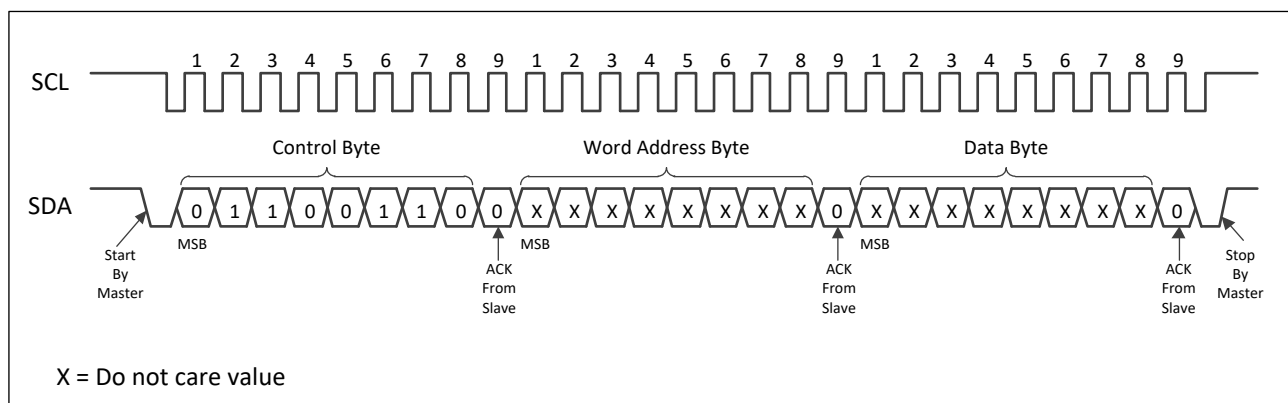 1 2 3 4 5 6 7 8 9 1 2 3 4 5 6 7 8 9 1 2 3 4 5 6 7 8 9
SCL
Control Byte Word Address Byte Data Byte
SDA 0 1 1 0 0 1 1 0 0 X X X X X X X X 0 X X X X X X X X 0
MSB MSB MSB
Start
By
Master
ACK
From
Slave
ACK
From
Slave
ACK
From
Slave
Stop
By
Master
X = Do not care value